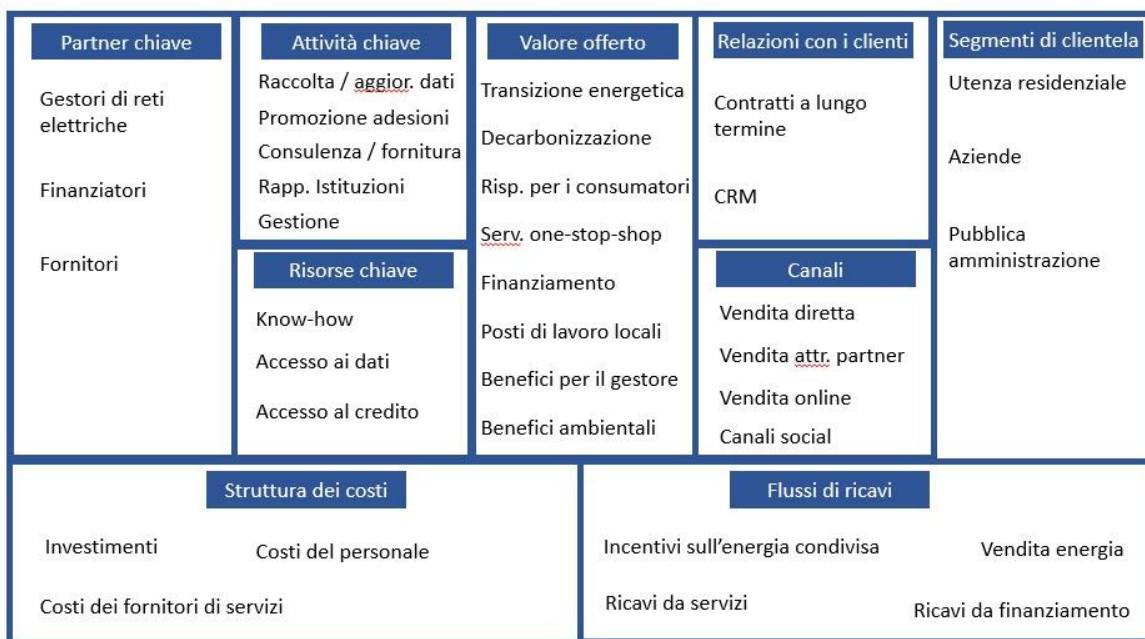 Partner chiave
Gestori di reti
elettriche
Finanziatori
Fornitori
Attività chiave
Raccolta / aggior. dati
Promozione adesioni
Consulenza / fornitura
Rapp. Istituzioni
Gestione
Risorse chiave
Know-how
Accesso ai dati
Accesso al credito
Valore offerto
Transizione energetica
Decarbonizzazione
Risp. per i consumatori
Serv. one-stop-shop
Finanziamento
Posti di lavoro locali
Benefici per il gestore
Benefici ambientali
Relazioni con i clienti
Contratti a lungo
termine
CRM
Canali
Vendita diretta
Vendita attr. partner
Vendita online
Canali social
Segmenti di clientela
Utenza residenziale
Aziende
Pubblica
amministrazione
Struttura dei costi
Investimenti
Costi del personale
Costi dei fornitori di servizi
Flussi di ricavi
Incentivi sull'energia condivisa
Vendita energia
Ricavi da servizi
Ricavi da finanziamento